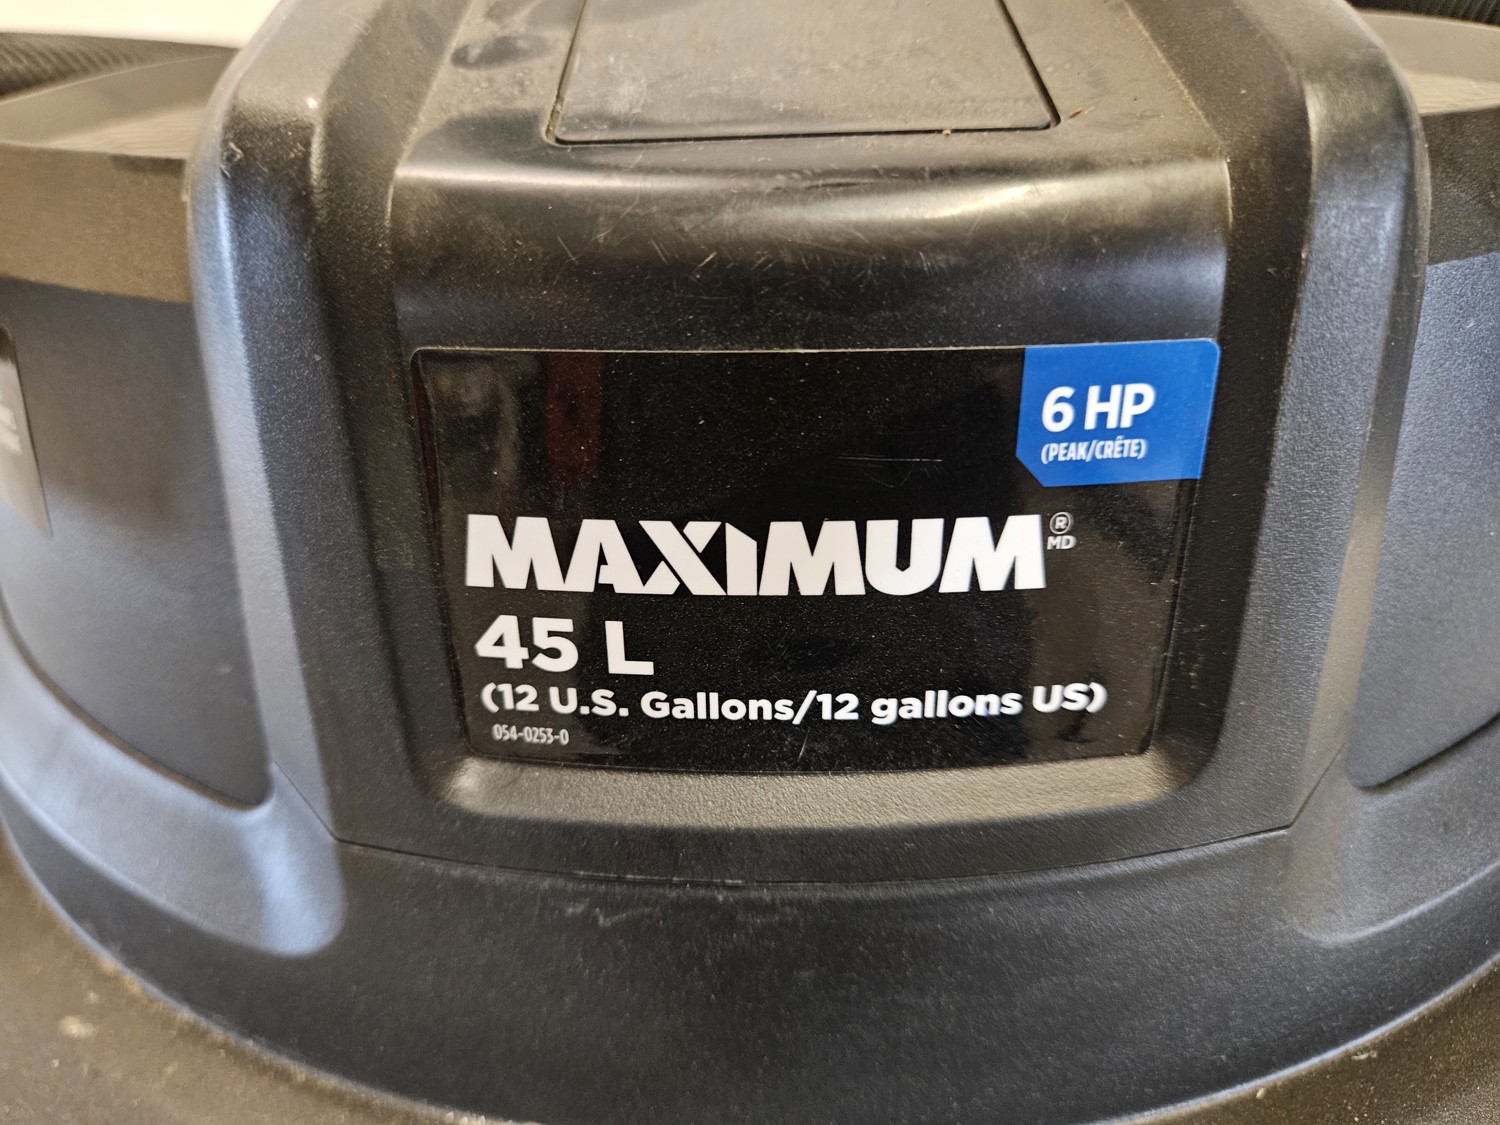 6 HP
(PEAK/CRÊTE)
MAXIMUM®
MD
45 L
(12 U.S. Gallons/12 gallons US)
054-0253-0